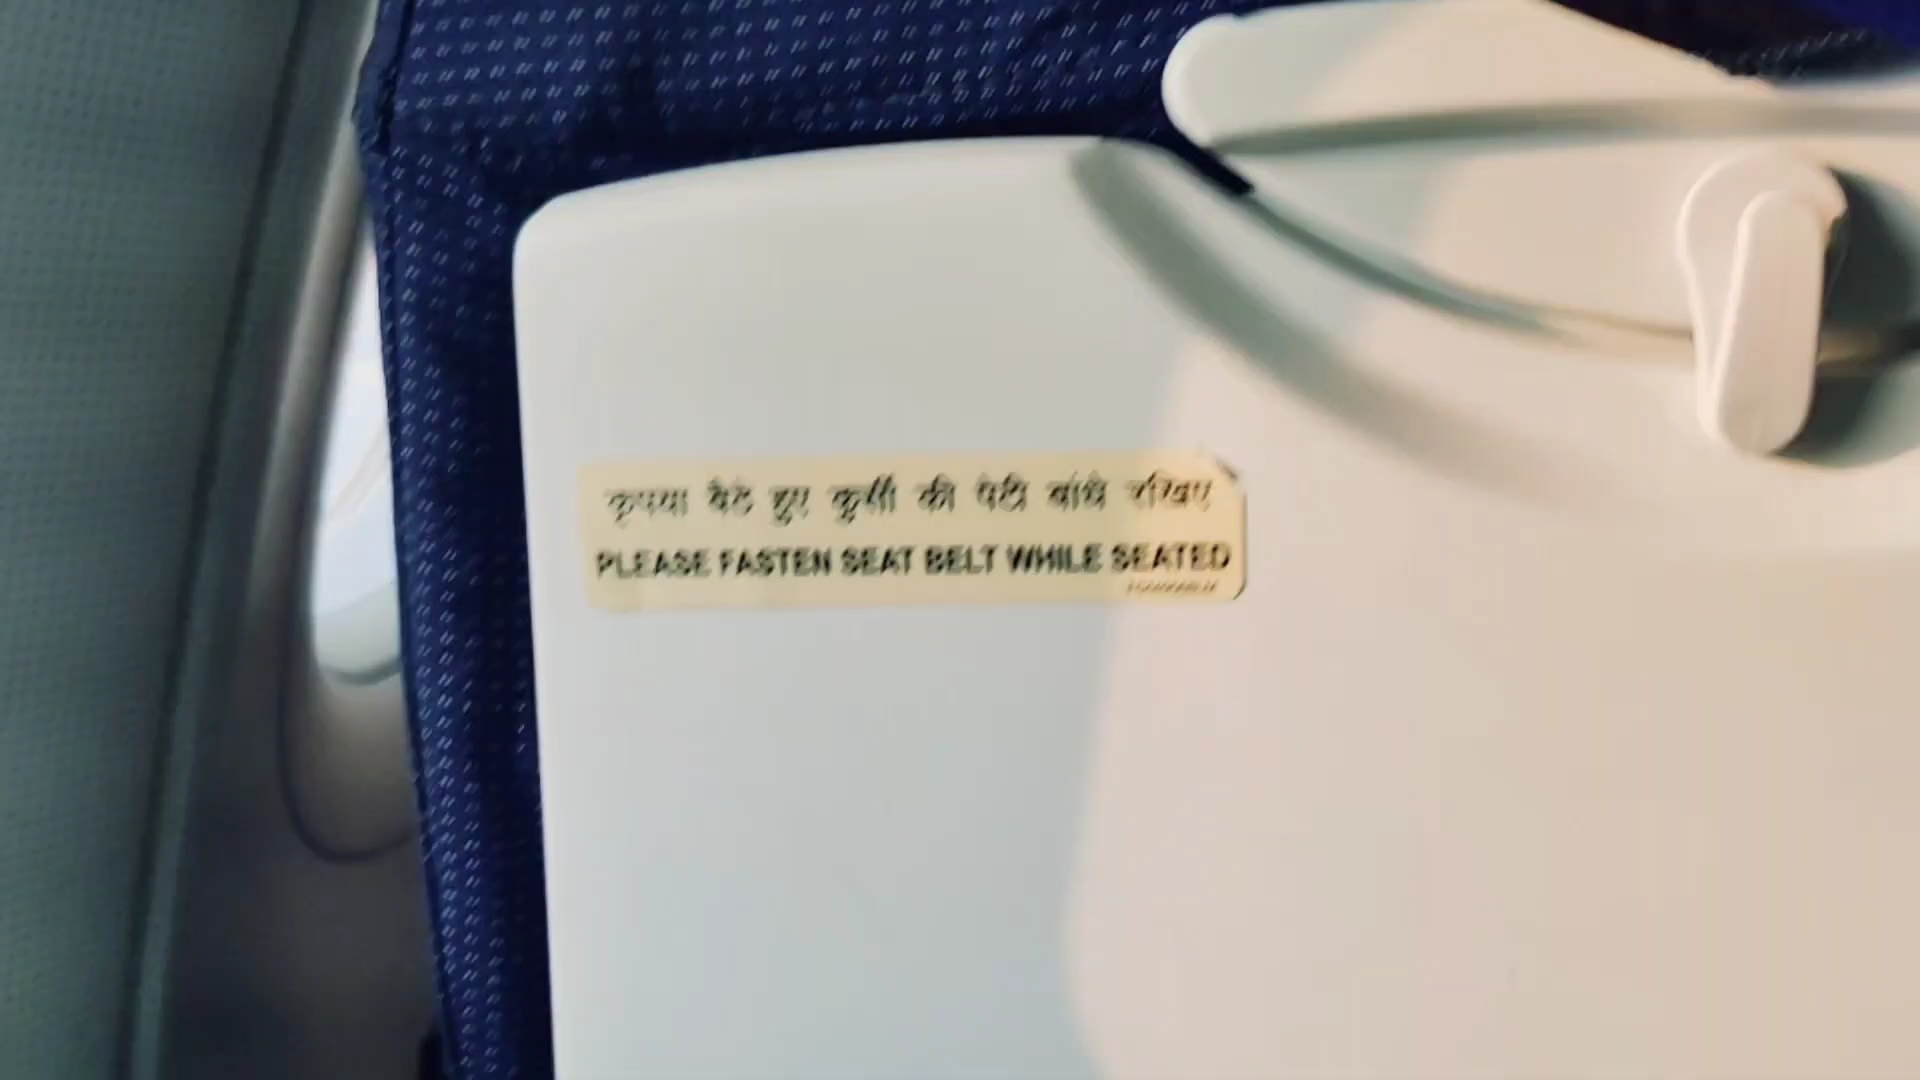 कृपया बैठे हुए कुर्सी की पेटी बांधे रखिए
PLEASE FASTEN SEAT BELT WHILE SEATED